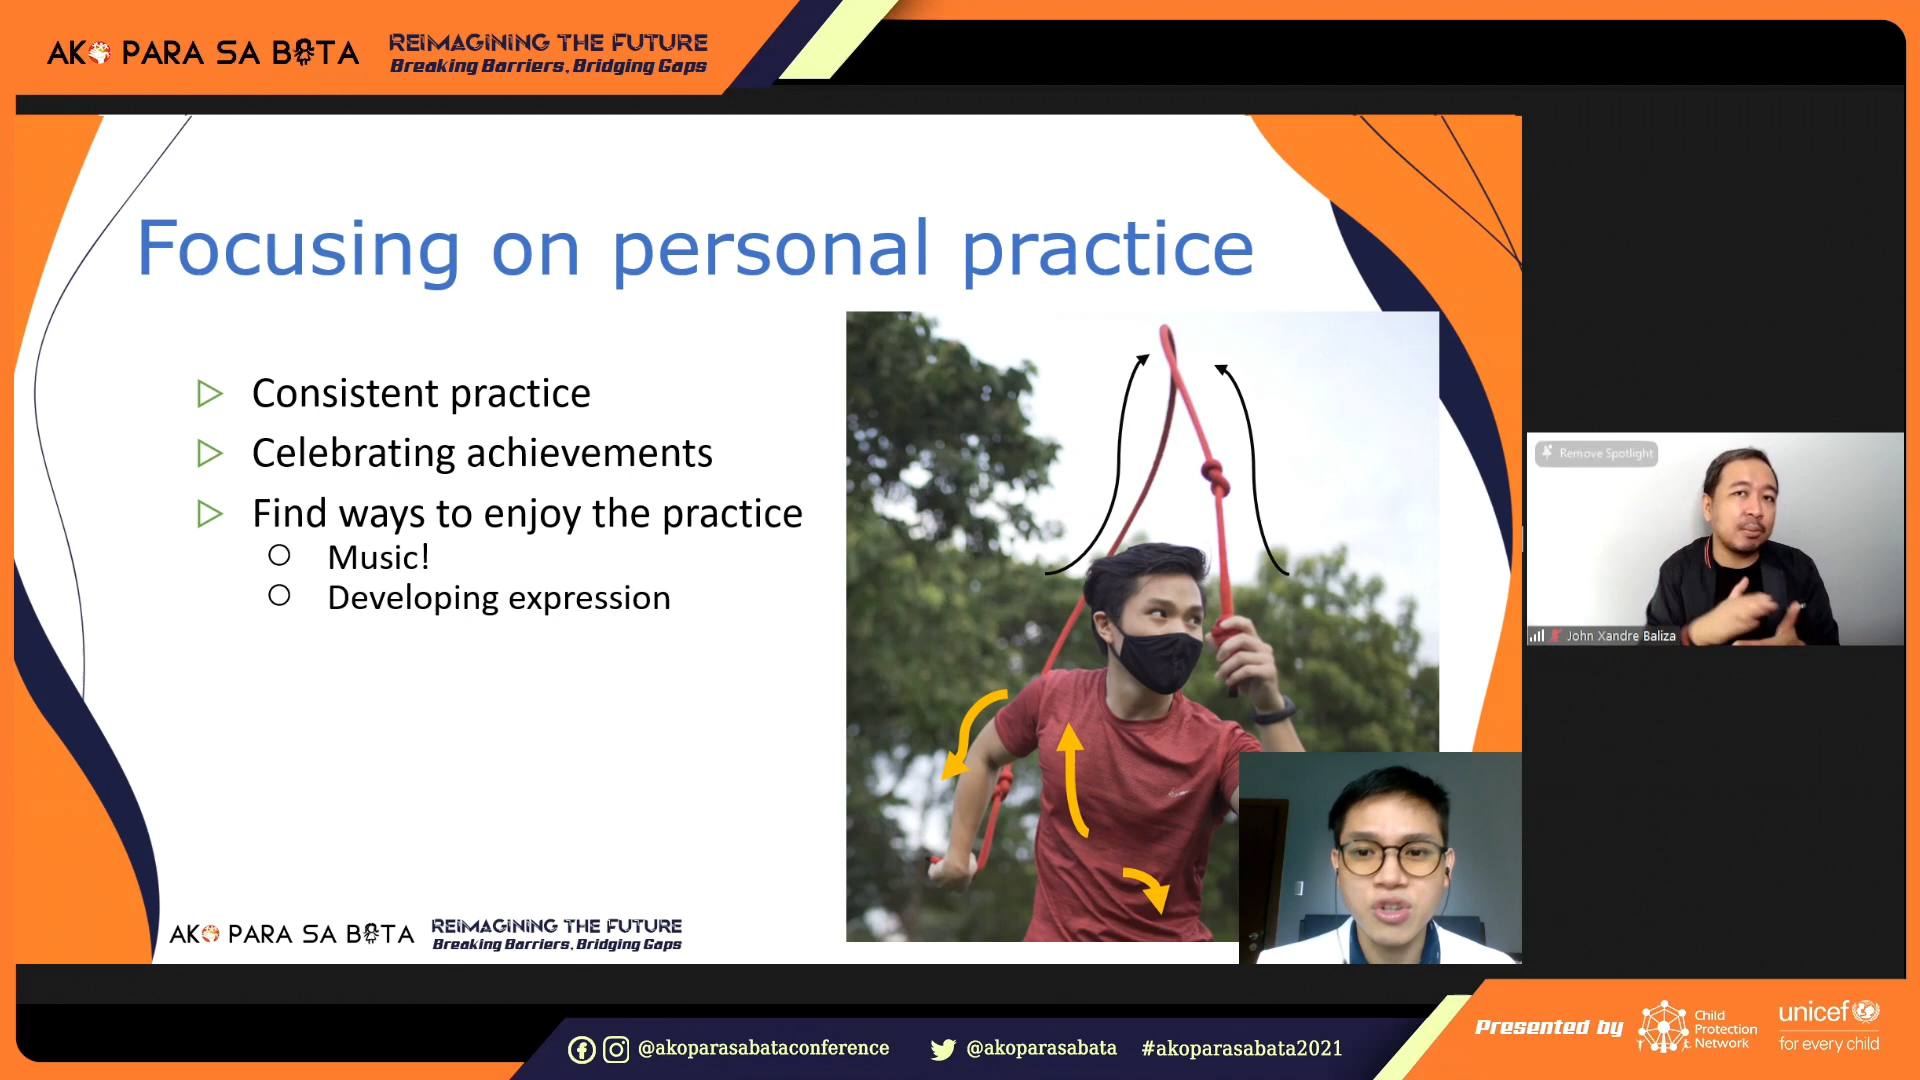 AKO PARA SA BATA
REIMAGINING THE FUTURE
Breaking Barriers, Bridging Gaps
Focusing on personal practice
Consistent practice
Celebrating achievements
Find ways to enjoy the practice
Music!
Developing expression
Remove Spotlight
John Xandre Baliza
AKO PARA SA BATA
REIMAGINING THE FUTURE
Breaking Barriers, Bridging Gaps
@akoparasabataconference
@akoparasabata
#akoparasabata2021
Presented by
Child
Protection
Network
unicef
for every child